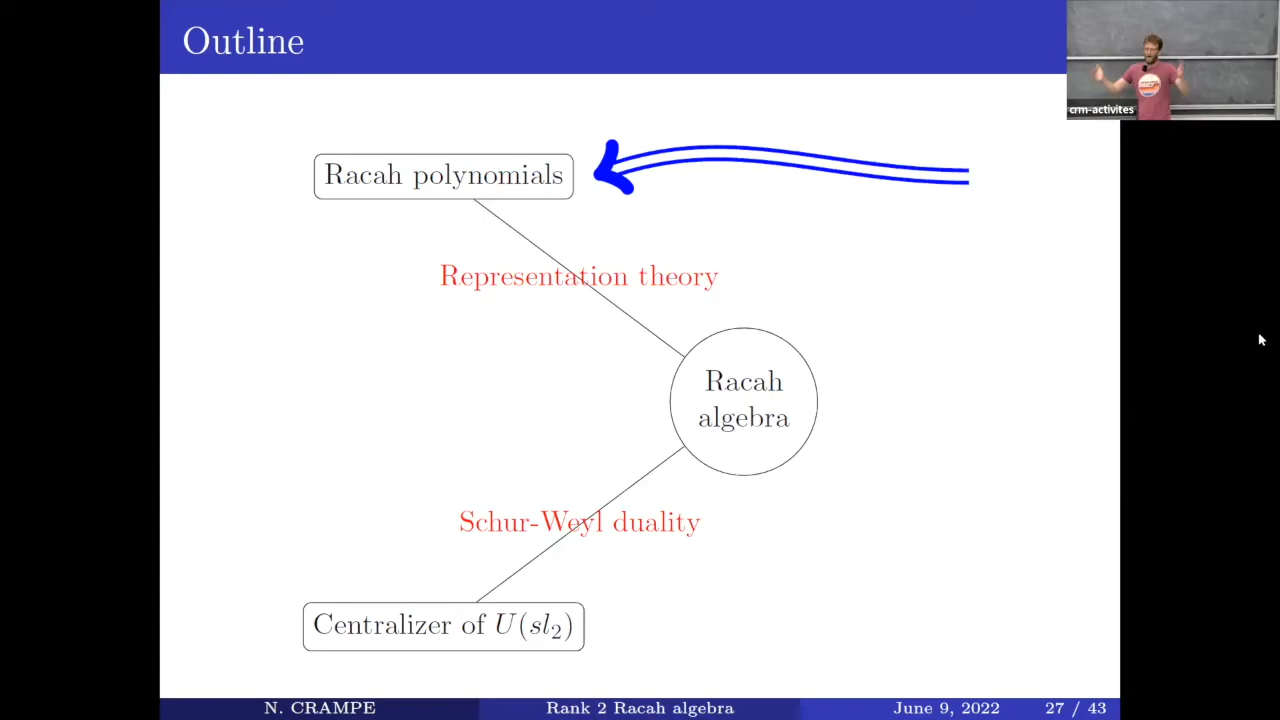 Outline
crm-activites
Racah polynomials
Representation theory
Racah
algebra
Schur-Weyl duality
Centralizer of U(sl₂)
N. CRAMPE Rank 2 Racah algebra June 9, 2022 27 / 43